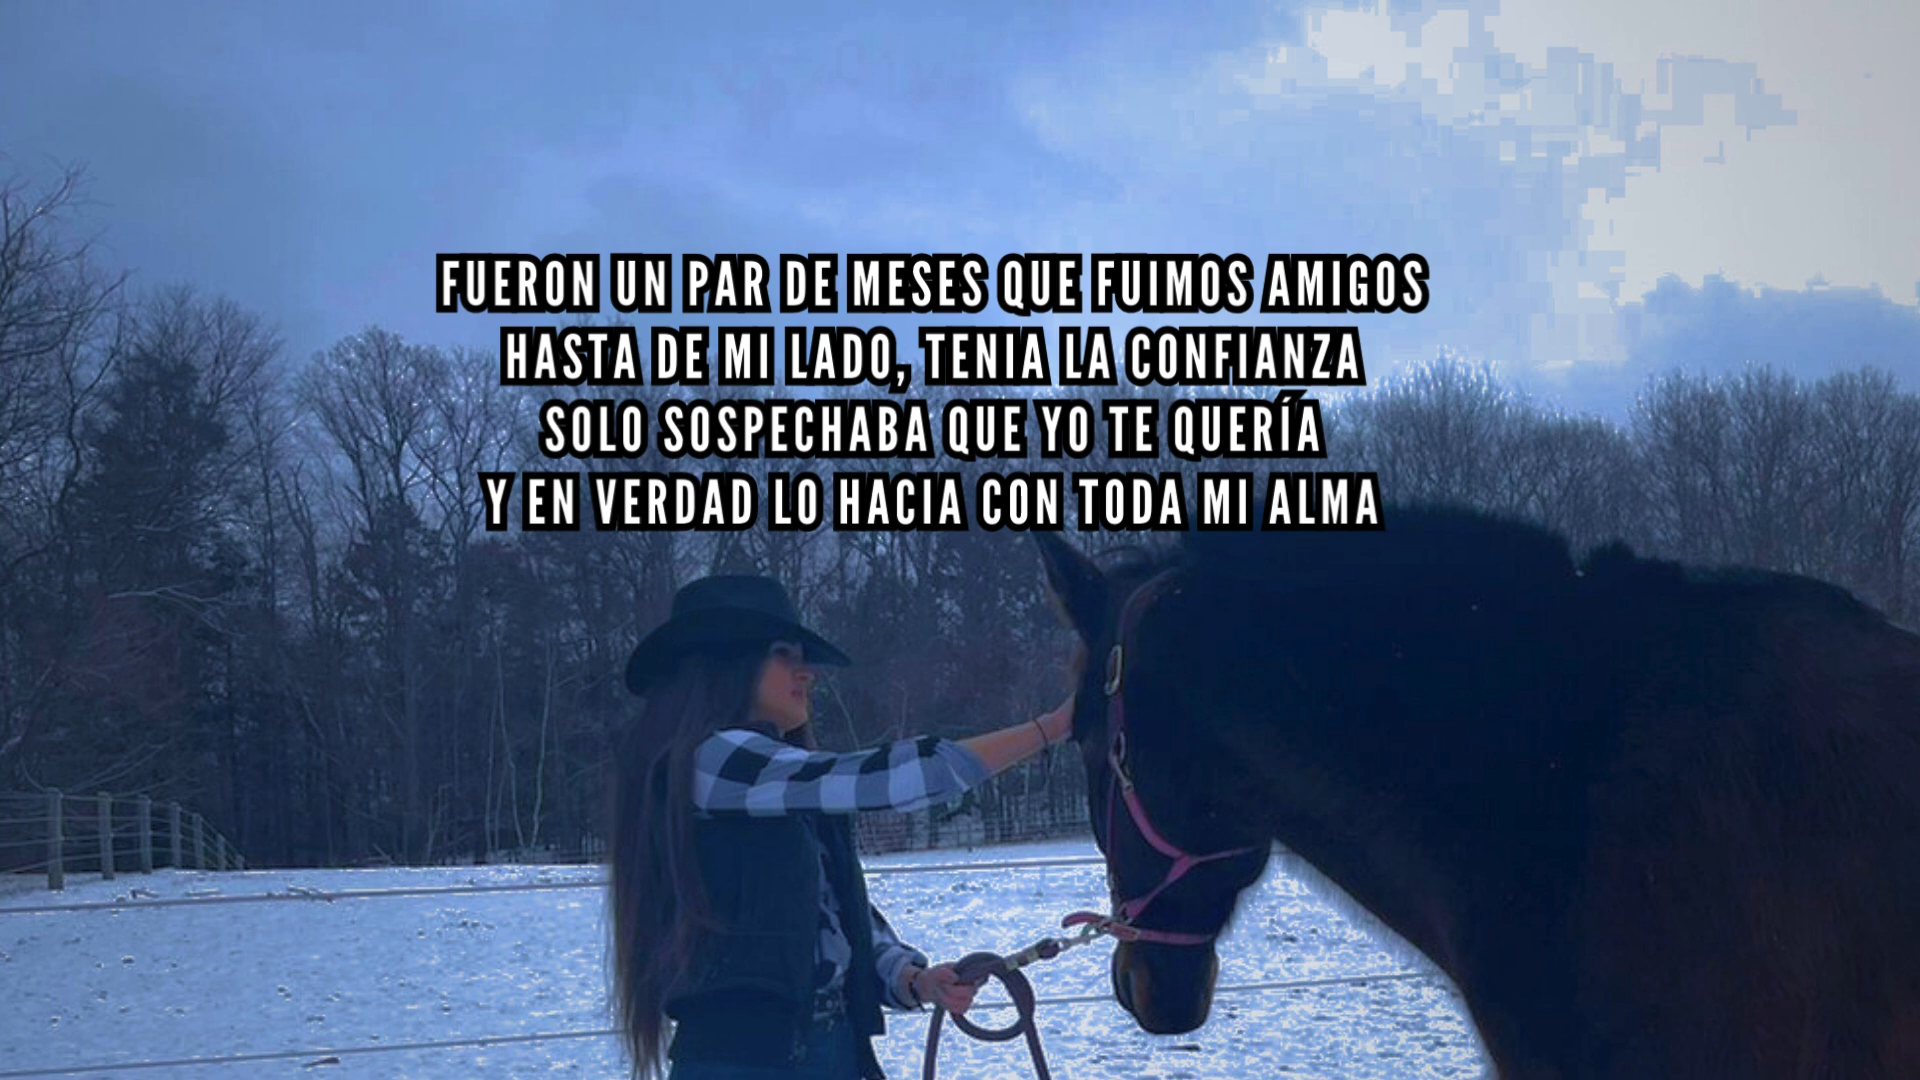 FUERON UN PAR DE MESES QUE FUIMOS AMIGOS
HASTA DE MI LADO, TENIA LA CONFIANZA
SOLO SOSPECHABA QUE YO TE QUERÍA
Y EN VERDAD LO HACIA CON TODA MI ALMA